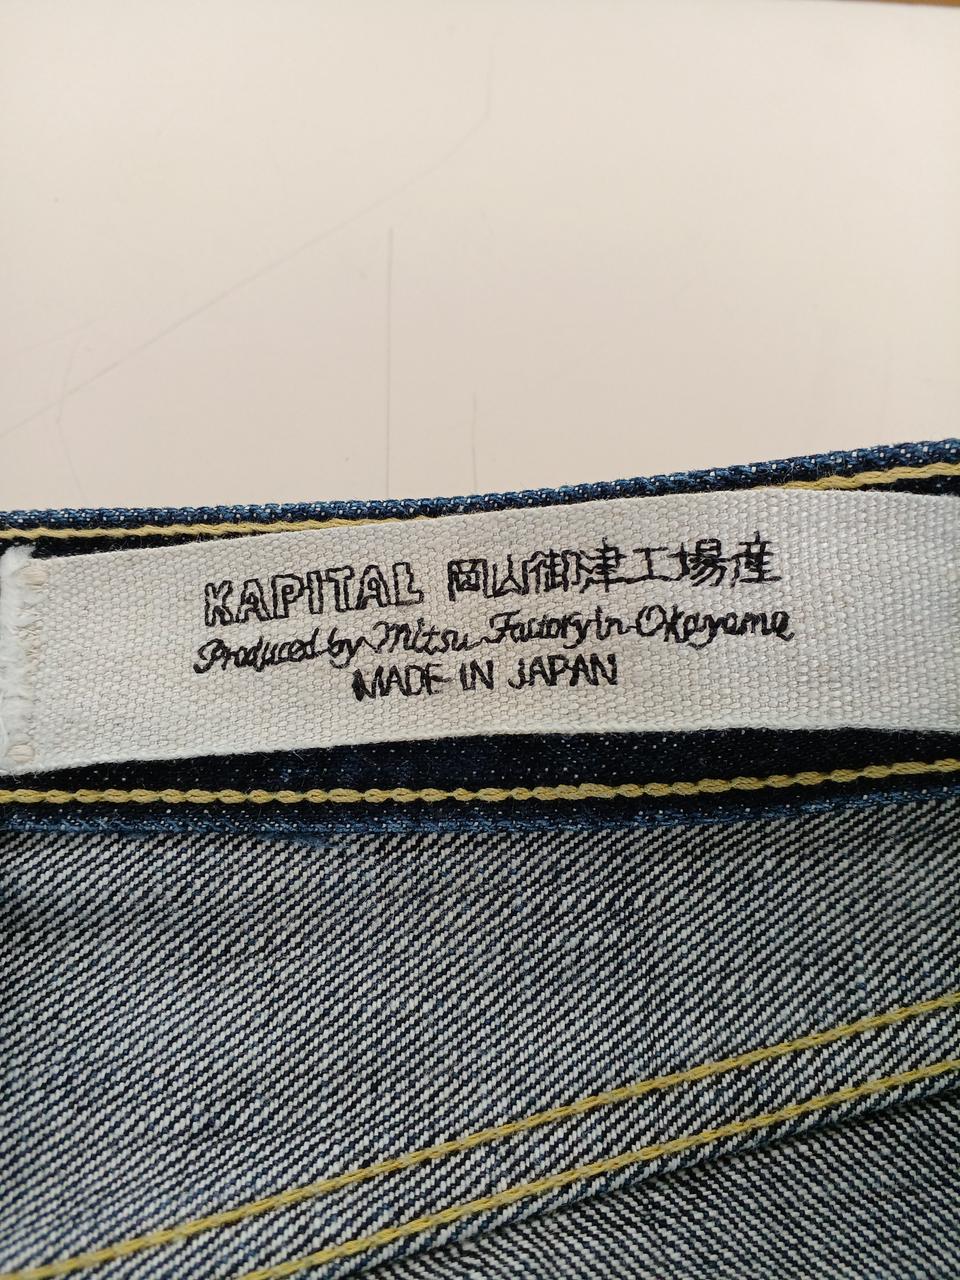 KAPITAL 岡山御津工場産
Produced by Mitsu Factory in Okayama
MADE IN JAPAN